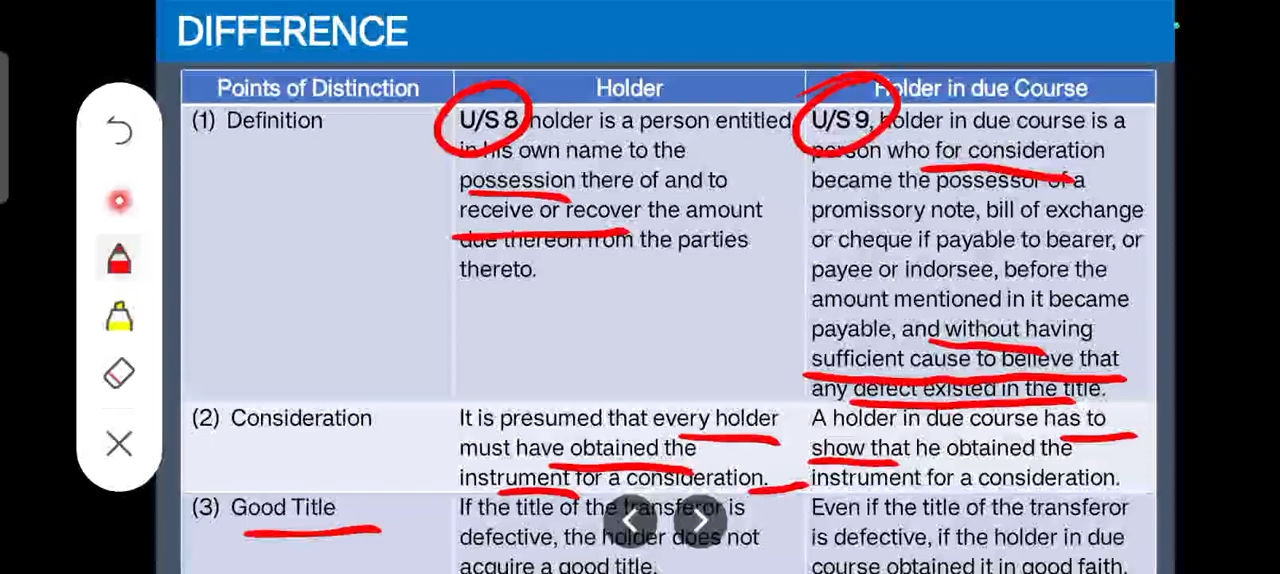 DIFFERENCE
Points of Distinction
Holder
Holder in due Course
(1) Definition
U/S 8, holder is a person entitled
in his own name to the
possession there of and to
receive or recover the amount
due thereon from the parties
thereto.
U/S 9, holder in due course is a
person who for consideration
became the possessor of a
promissory note, bill of exchange
or cheque if payable to bearer, or
payee or indorsee, before the
amount mentioned in it became
payable, and without having
sufficient cause to believe that
any defect existed in the title.
(2) Consideration
It is presumed that every holder
must have obtained the
instrument for a consideration.
A holder in due course has to
show that he obtained the
instrument for a consideration.
(3) Good Title
If the title of the transferor is
defective, the holder does not
acquire a good title.
Even if the title of the transferor
is defective, if the holder in due
course obtained it in good faith,